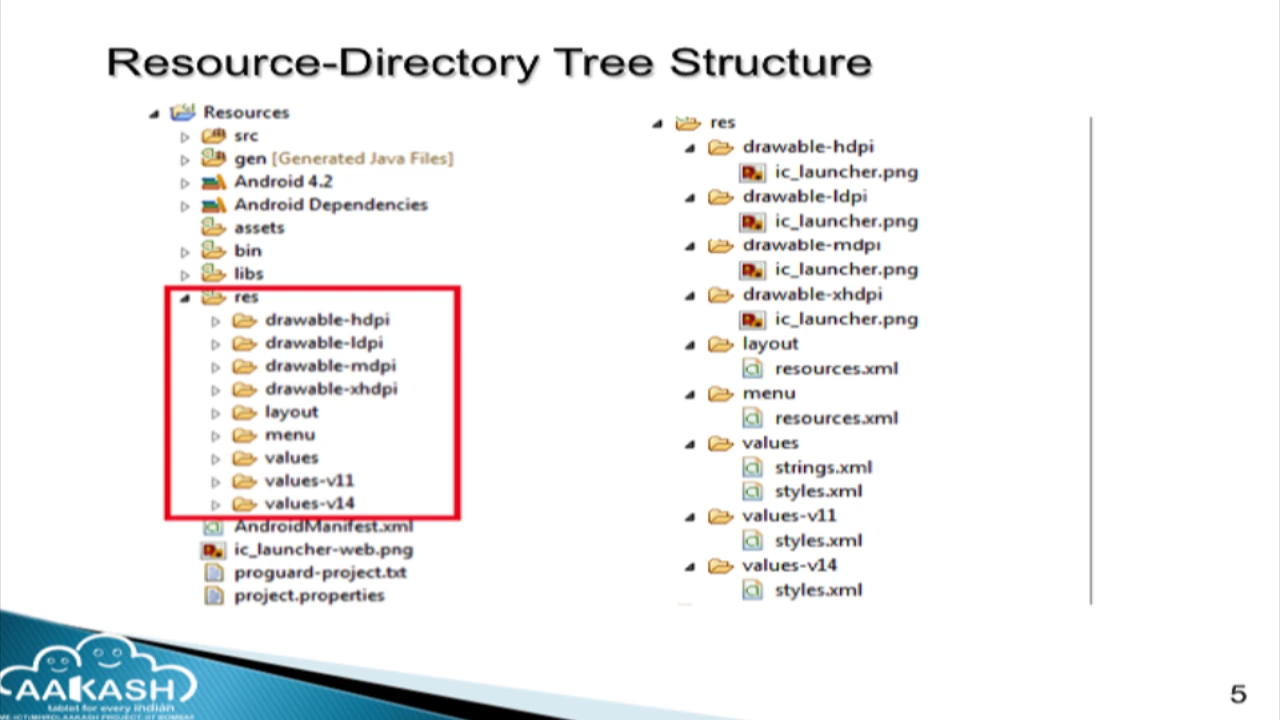 Resource-Directory Tree Structure
Resources
src
gen [Generated Java Files]
Android 4.2
Android Dependencies
assets
bin
libs
res
drawable-hdpi
drawable-ldpi
drawable-mdpi
drawable-xhdpi
layout
menu
values
values-v11
values-v14
AndroidManifest.xml
ic_launcher-web.png
proguard-project.txt
project.properties
res
drawable-hdpi
ic_launcher.png
drawable-ldpi
ic_launcher.png
drawable-mdpi
ic_launcher.png
drawable-xhdpi
ic_launcher.png
layout
resources.xml
menu
resources.xml
values
strings.xml
styles.xml
values-v11
styles.xml
values-v14
styles.xml
AAKASH
tablet for every indian
AAKASH PROJECT, IIT BOMBAY
5